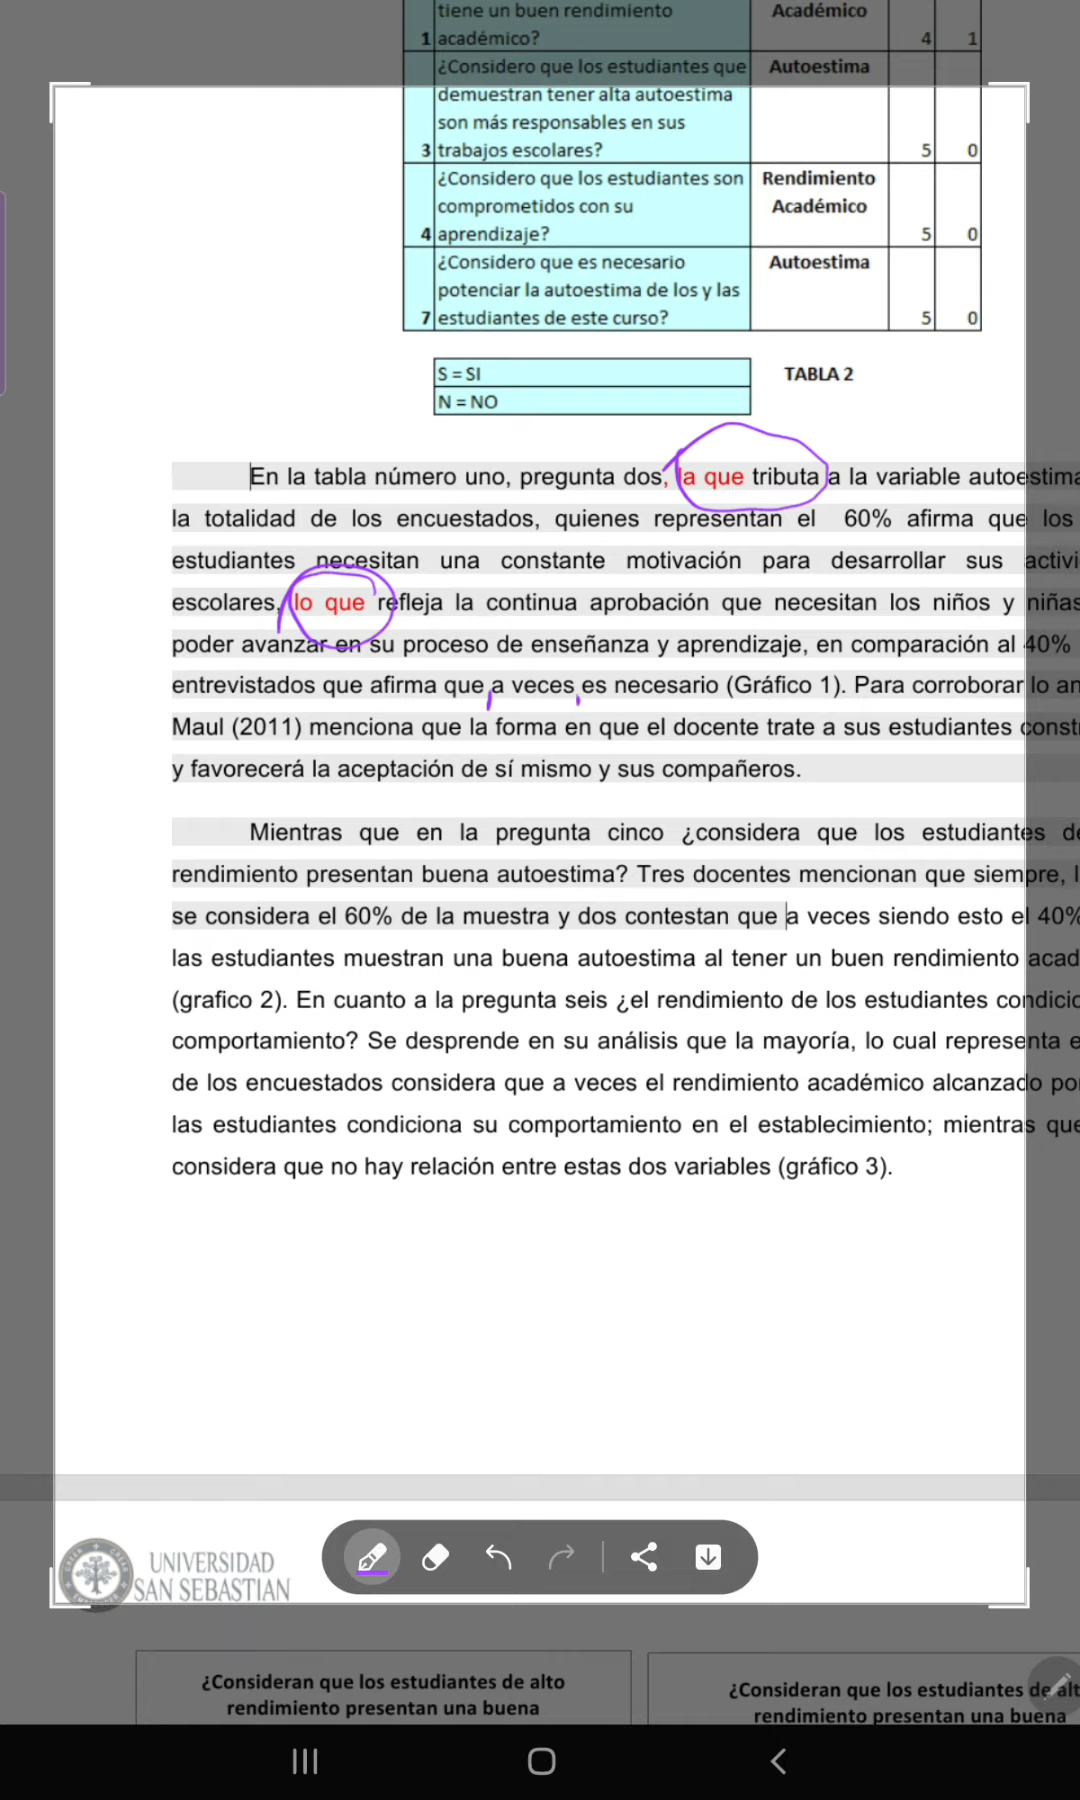 tiene un buen rendimiento Académico
1 académico? 4 1
¿Considero que los estudiantes que Autoestima
demuestran tener alta autoestima
son más responsables en sus
3 trabajos escolares? 5 0
¿Considero que los estudiantes son Rendimiento
comprometidos con su Académico
4 aprendizaje? 5 0
¿Considero que es necesario Autoestima
potenciar la autoestima de los y las
7 estudiantes de este curso? 5 0
S = SI TABLA 2
N = NO
En la tabla número uno, pregunta dos, la que tributa a la variable autoestima
la totalidad de los encuestados, quienes representan el 60% afirma que los
estudiantes necesitan una constante motivación para desarrollar sus activi
escolares, lo que refleja la continua aprobación que necesitan los niños y niñas
poder avanzar en su proceso de enseñanza y aprendizaje, en comparación al 40%
entrevistados que afirma que a veces es necesario (Gráfico 1). Para corroborar lo an
Maul (2011) menciona que la forma en que el docente trate a sus estudiantes const
y favorecerá la aceptación de sí mismo y sus compañeros.
Mientras que en la pregunta cinco ¿considera que los estudiantes de
rendimiento presentan buena autoestima? Tres docentes mencionan que siempre, l
se considera el 60% de la muestra y dos contestan que a veces siendo esto el 40%
las estudiantes muestran una buena autoestima al tener un buen rendimiento acad
(grafico 2). En cuanto a la pregunta seis ¿el rendimiento de los estudiantes condicio
comportamiento? Se desprende en su análisis que la mayoría, lo cual representa e
de los encuestados considera que a veces el rendimiento académico alcanzado por
las estudiantes condiciona su comportamiento en el establecimiento; mientras que
considera que no hay relación entre estas dos variables (gráfico 3).
UNIVERSIDAD
SAN SEBASTIAN
¿Consideran que los estudiantes de alto
rendimiento presentan una buena
¿Consideran que los estudiantes de alt
rendimiento presentan una buena